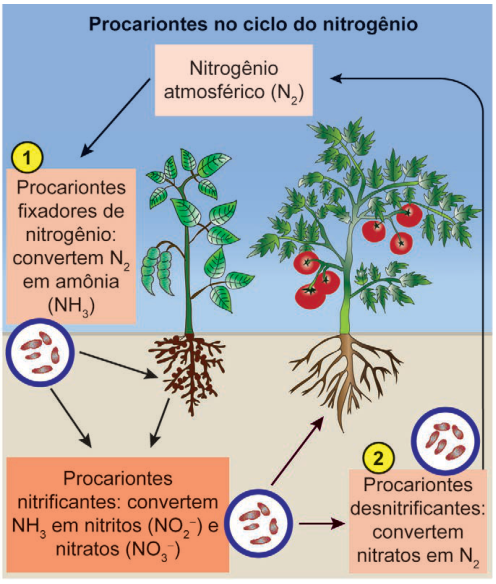 Procariontes no ciclo do nitrogênio
Nitrogênio
atmosférico (N₂)
1
Procariontes
fixadores de
nitrogênio:
convertem N₂
em amônia
(NH₃)
Procariontes
nitrificantes: convertem
NH₃ em nitritos (NO₂⁻) e
nitratos (NO₃⁻)
2
Procariontes
desnitrificantes:
convertem
nitratos em N₂